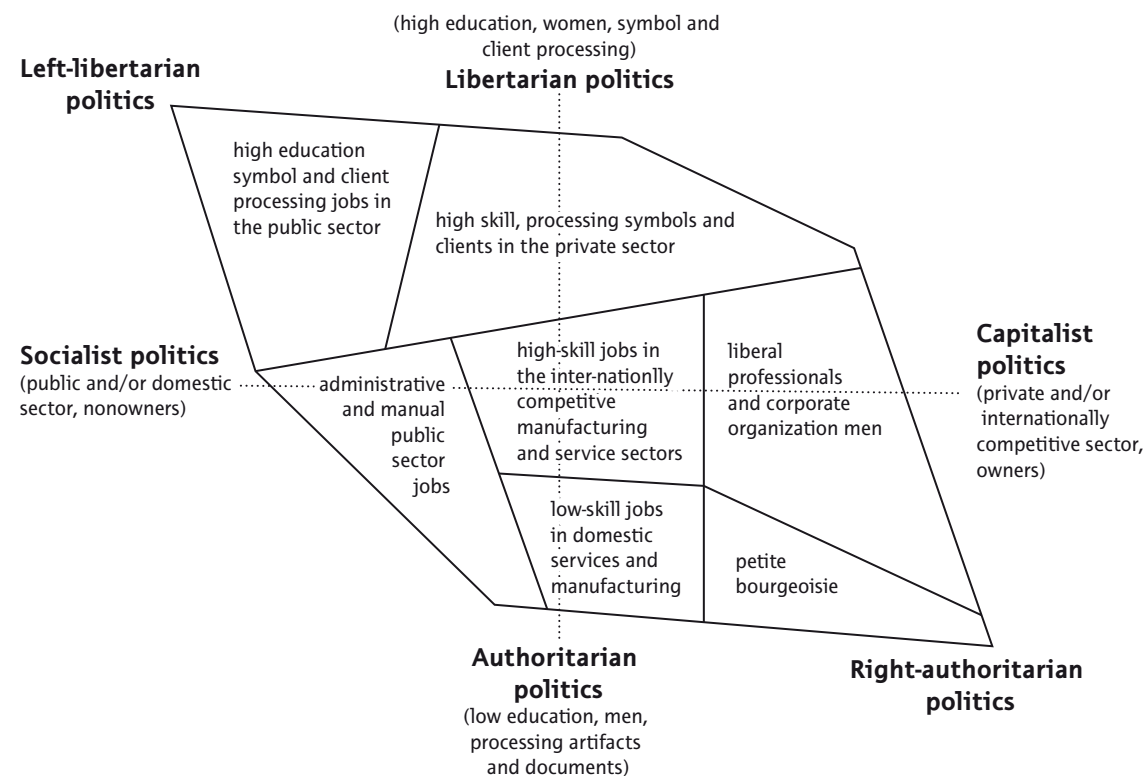 (high education, women, symbol and
client processing)
Libertarian politics
Left-libertarian
politics
high education
symbol and client
processing jobs in
the public sector
high skill, processing symbols and
clients in the private sector
Socialist politics
(public and/or domestic
sector, nonowners)
administrative
and manual
public
sector
jobs
high-skill jobs in
the inter-nationlly
competitve
manufacturing
and service sectors
liberal
professionals
and corporate
organization men
Capitalist
politics
(private and/or
internationally
competitive sector,
owners)
low-skill jobs
in domestic
services and
manufacturing
petite
bourgeoisie
Authoritarian
politics
(low education, men,
processing artifacts
and documents)
Right-authoritarian
politics